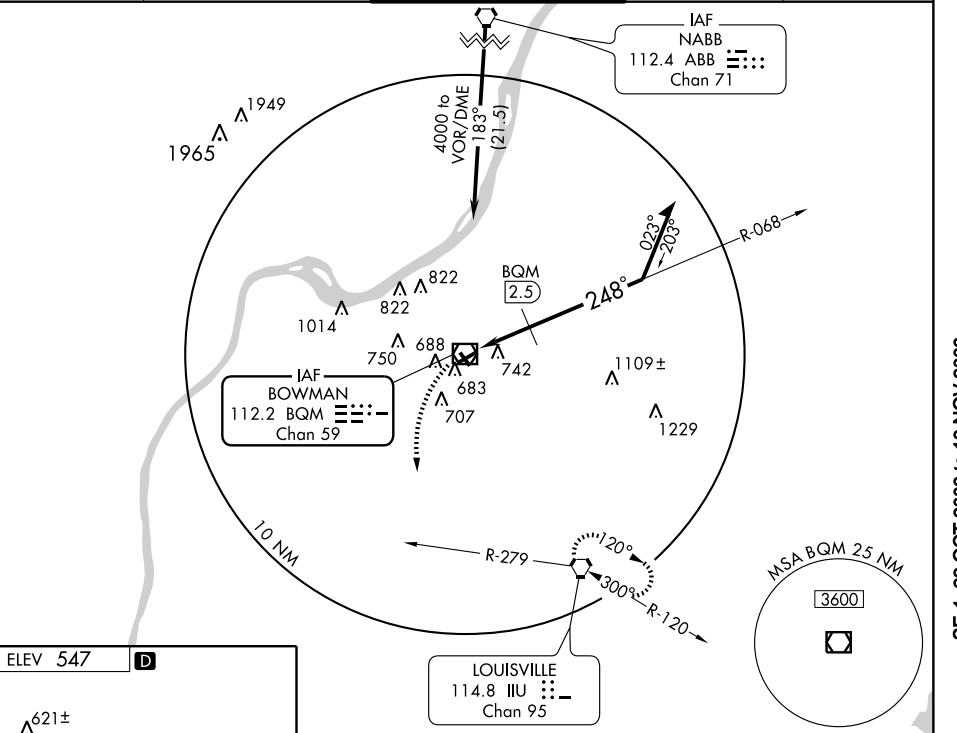 IAF
NABB
112.4 ABB
Chan 71
1949
1965
4000 to
VOR/DME
183°
(21.5)
023°
203°
R-068
BQM
2.5
248°
822
822
1014
750
688
742
683
707
1109±
1229
IAF
BOWMAN
112.2 BQM
Chan 59
10 NM
R-279
120°
300°
R-120
MSA BQM 25 NM
3600
LOUISVILLE
114.8 IIU
Chan 95
ELEV 547
D
621±